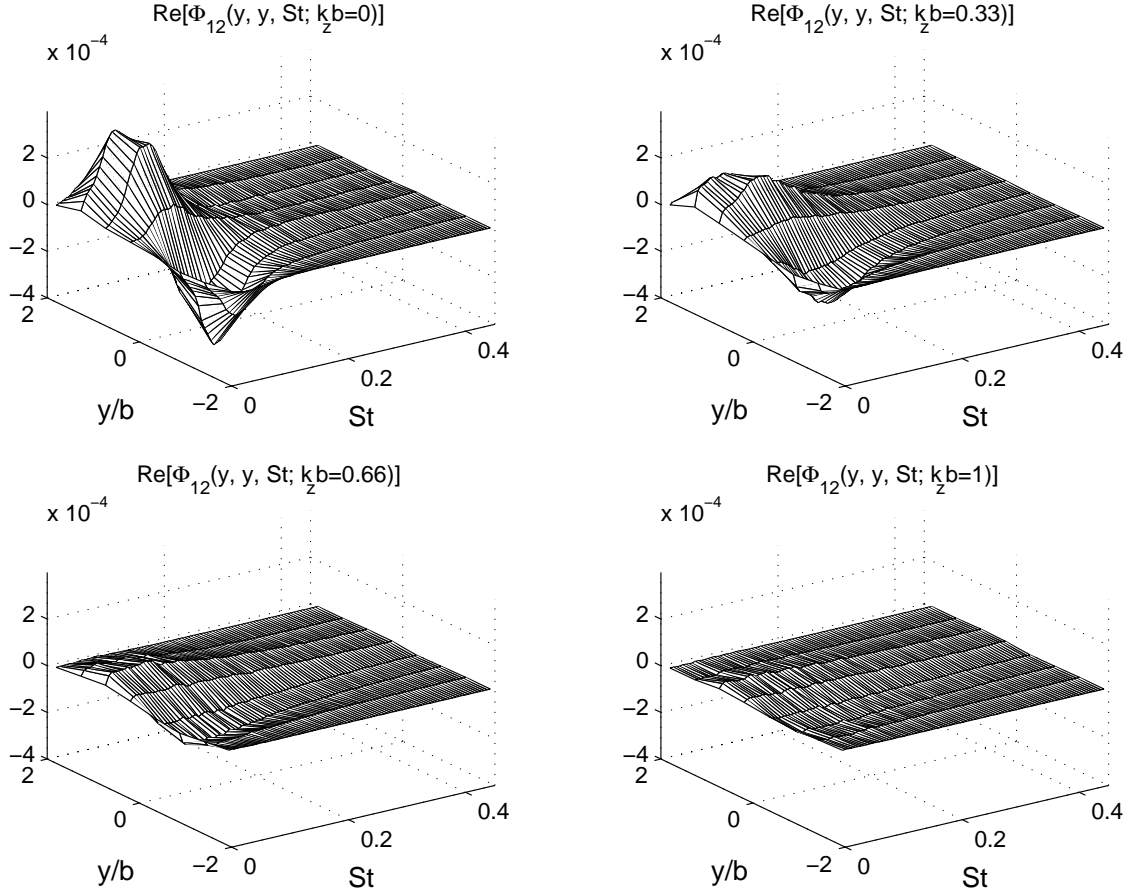 Re[Φ12(y, y, St; kzb=0)]
x 10−4
2
0
−2
−4
2
0
−2
y/b
0
0.2
0.4
St
Re[Φ12(y, y, St; kzb=0.33)]
x 10−4
2
0
−2
−4
2
0
−2
y/b
0
0.2
0.4
St
Re[Φ12(y, y, St; kzb=0.66)]
x 10−4
2
0
−2
−4
2
0
−2
y/b
0
0.2
0.4
St
Re[Φ12(y, y, St; kzb=1)]
x 10−4
2
0
−2
−4
2
0
−2
y/b
0
0.2
0.4
St